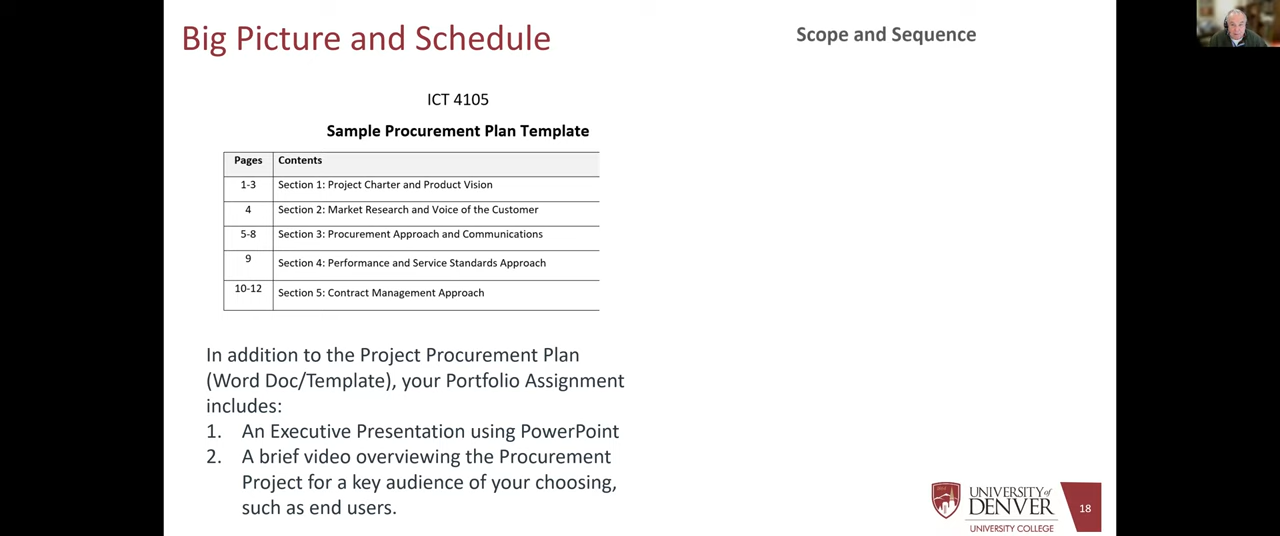 Big Picture and Schedule
Scope and Sequence
ICT 4105
Sample Procurement Plan Template
Pages Contents
1-3 Section 1: Project Charter and Product Vision
4 Section 2: Market Research and Voice of the Customer
5-8 Section 3: Procurement Approach and Communications
9 Section 4: Performance and Service Standards Approach
10-12 Section 5: Contract Management Approach
In addition to the Project Procurement Plan
(Word Doc/Template), your Portfolio Assignment
includes:
1. An Executive Presentation using PowerPoint
2. A brief video overviewing the Procurement
Project for a key audience of your choosing,
such as end users.
UNIVERSITY of
DENVER
UNIVERSITY COLLEGE
18